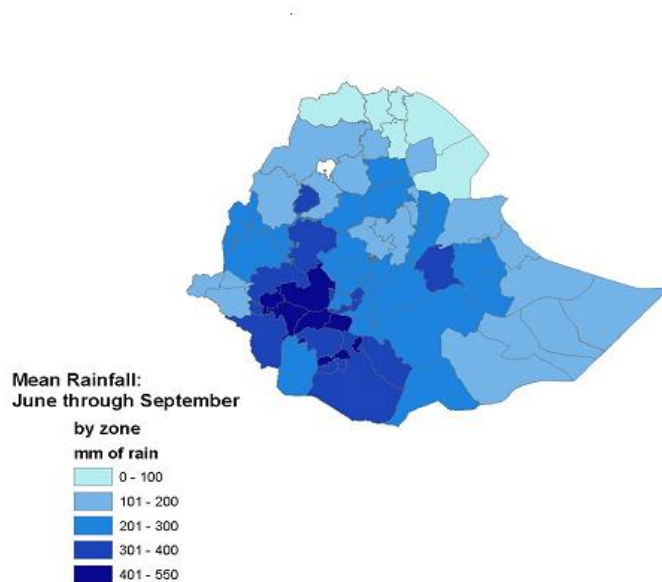 Mean Rainfall:
June through September
by zone
mm of rain
0 - 100
101 - 200
201 - 300
301 - 400
401 - 550